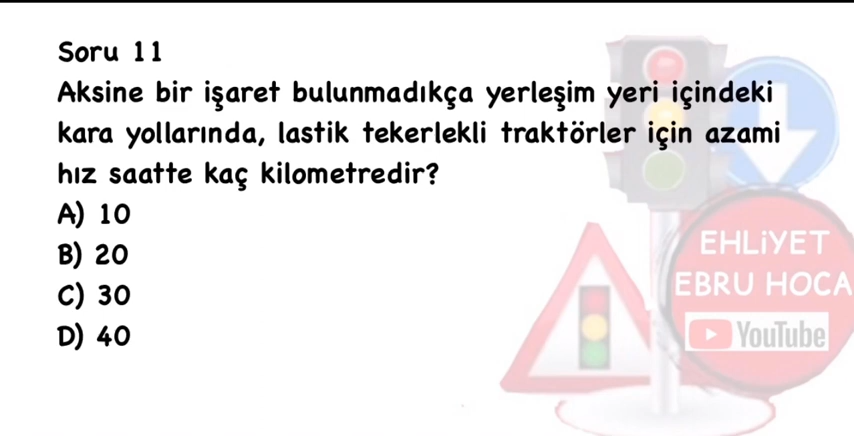 Soru 11
Aksine bir işaret bulunmadıkça yerleşim yeri içindeki
kara yollarında, lastik tekerlekli traktörler için azami
hız saatte kaç kilometredir?
A) 10
B) 20
C) 30
D) 40
EHLİYET
EBRU HOCA
YouTube